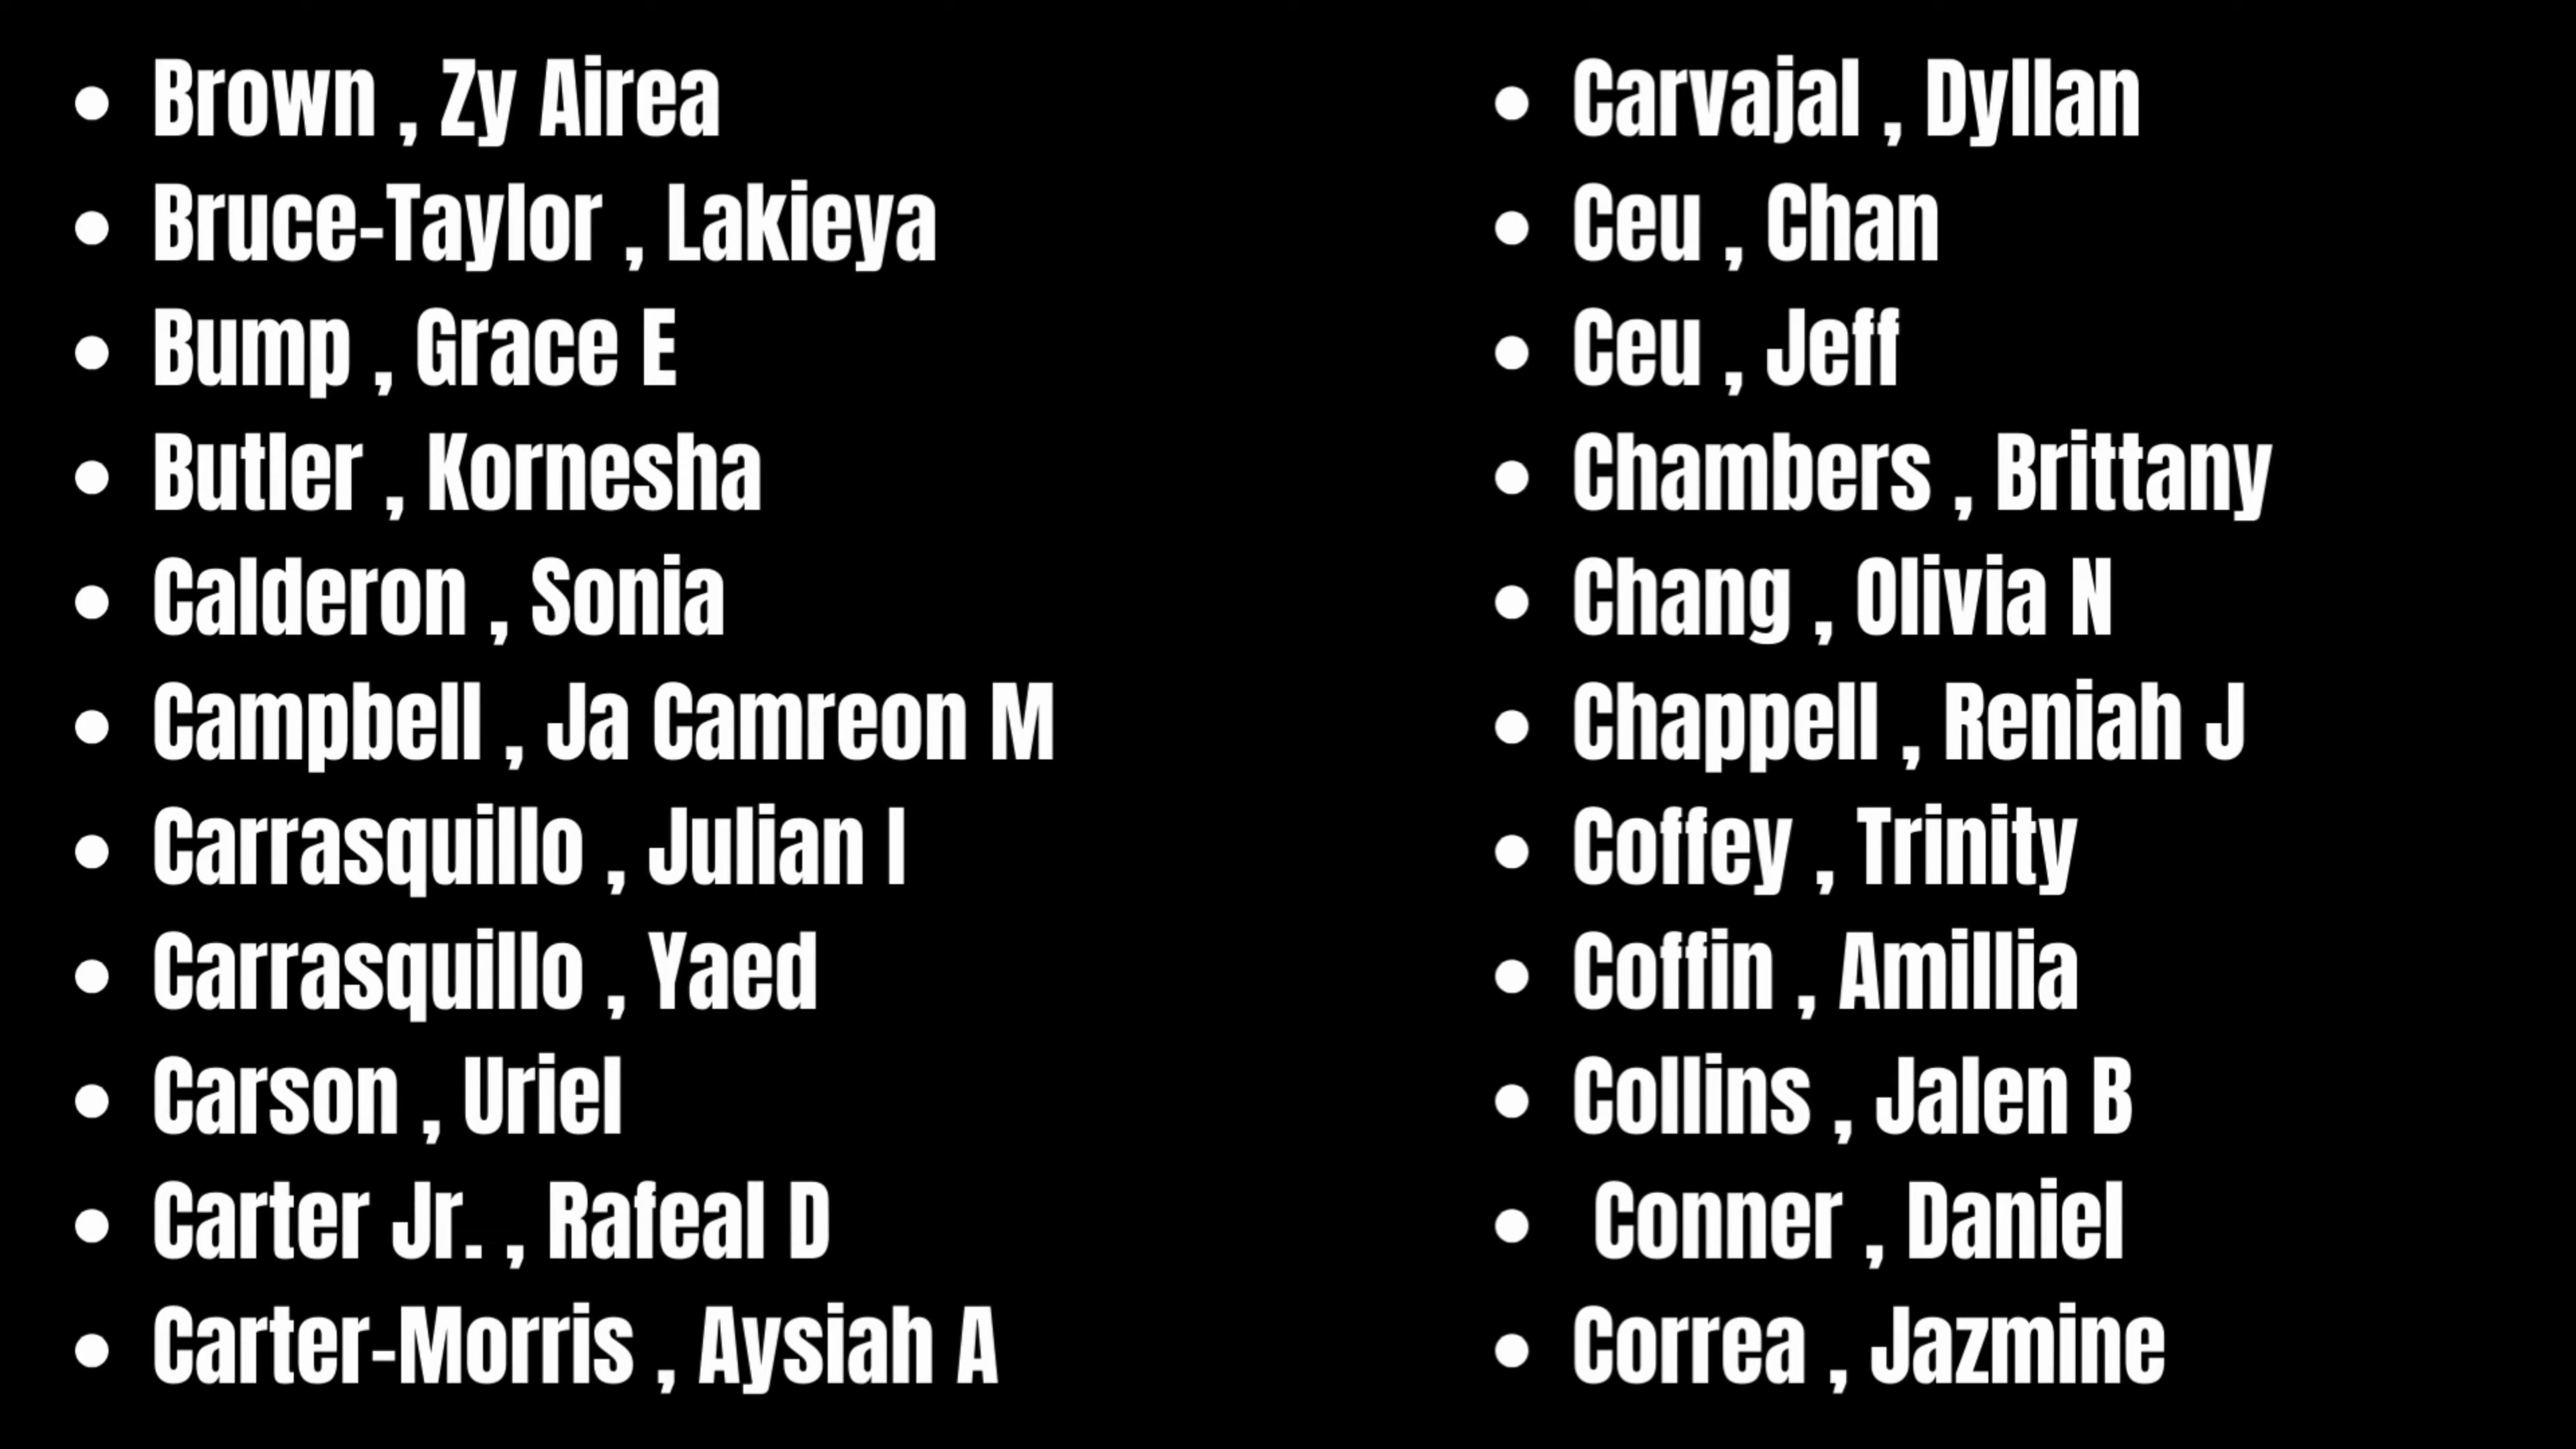 • Brown , Zy Airea
• Bruce-Taylor , Lakieya
• Bump , Grace E
• Butler , Kornesha
• Calderon , Sonia
• Campbell , Ja Camreon M
• Carrasquillo , Julian I
• Carrasquillo , Yaed
• Carson , Uriel
• Carter Jr. , Rafeal D
• Carter-Morris , Aysiah A
• Carvajal , Dyllan
• Ceu , Chan
• Ceu , Jeff
• Chambers , Brittany
• Chang , Olivia N
• Chappell , Reniah J
• Coffey , Trinity
• Coffin , Amillia
• Collins , Jalen B
• Conner , Daniel
• Correa , Jazmine